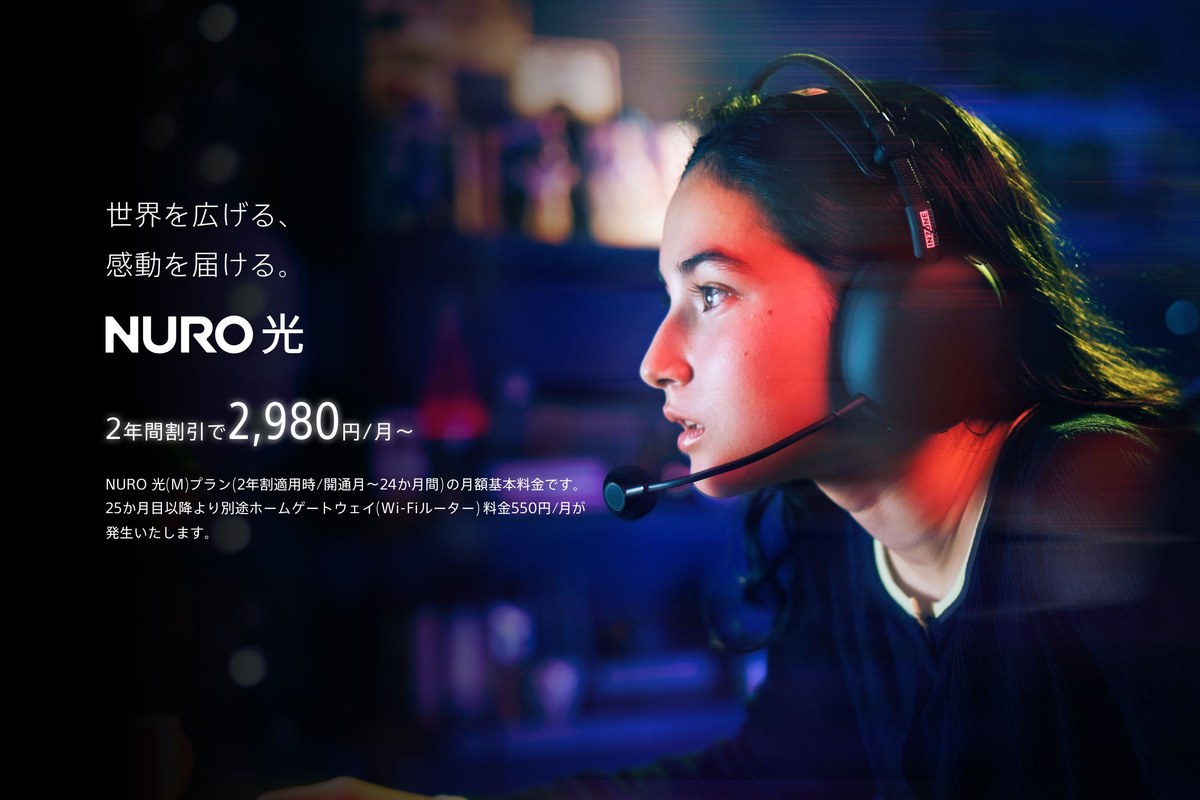 世界を広げる、
感動を届ける。
NURO 光
2年間割引で2,980円/月～
NURO 光(M)プラン(2年割適用時/開通月～24か月間)の月額基本料金です。
25か月目以降より別途ホームゲートウェイ(Wi-Fiルーター)料金550円/月が
発生いたします。
INZONE